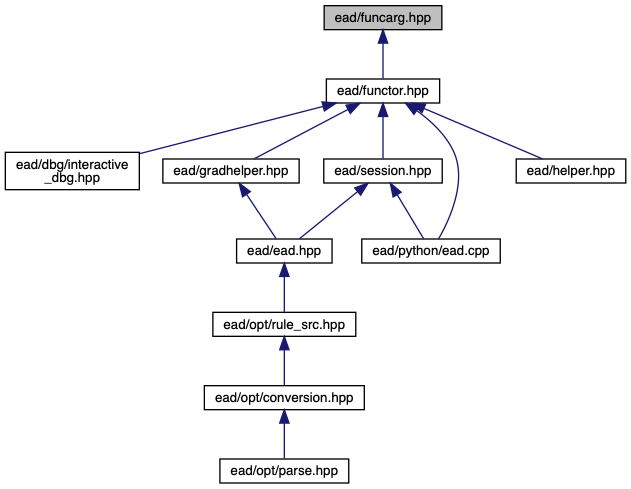 ead/funcarg.hpp
ead/functor.hpp
ead/dbg/interactive
_dbg.hpp
ead/gradhelper.hpp
ead/session.hpp
ead/helper.hpp
ead/ead.hpp
ead/python/ead.cpp
ead/opt/rule_src.hpp
ead/opt/conversion.hpp
ead/opt/parse.hpp